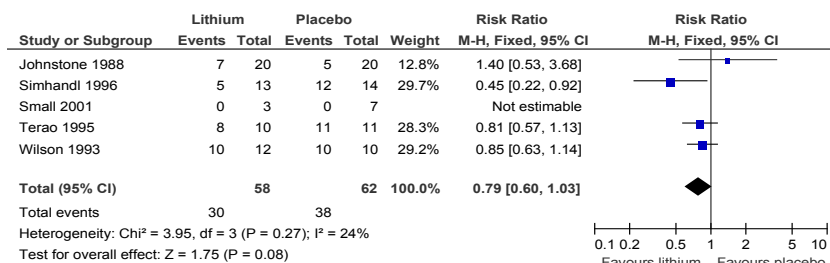 Lithium Placebo Risk Ratio Risk Ratio
Study or Subgroup Events Total Events Total Weight M-H, Fixed, 95% CI M-H, Fixed, 95% CI
Johnstone 1988 7 20 5 20 12.8% 1.40 [0.53, 3.68]
Simhandl 1996 5 13 12 14 29.7% 0.45 [0.22, 0.92]
Small 2001 0 3 0 7 Not estimable
Terao 1995 8 10 11 11 28.3% 0.81 [0.57, 1.13]
Wilson 1993 10 12 10 10 29.2% 0.85 [0.63, 1.14]
Total (95% CI) 58 62 100.0% 0.79 [0.60, 1.03]
Total events 30 38
Heterogeneity: Chi² = 3.95, df = 3 (P = 0.27); I² = 24%
Test for overall effect: Z = 1.75 (P = 0.08)
0.1 0.2 0.5 1 2 5 10
Favours lithium Favours placebo